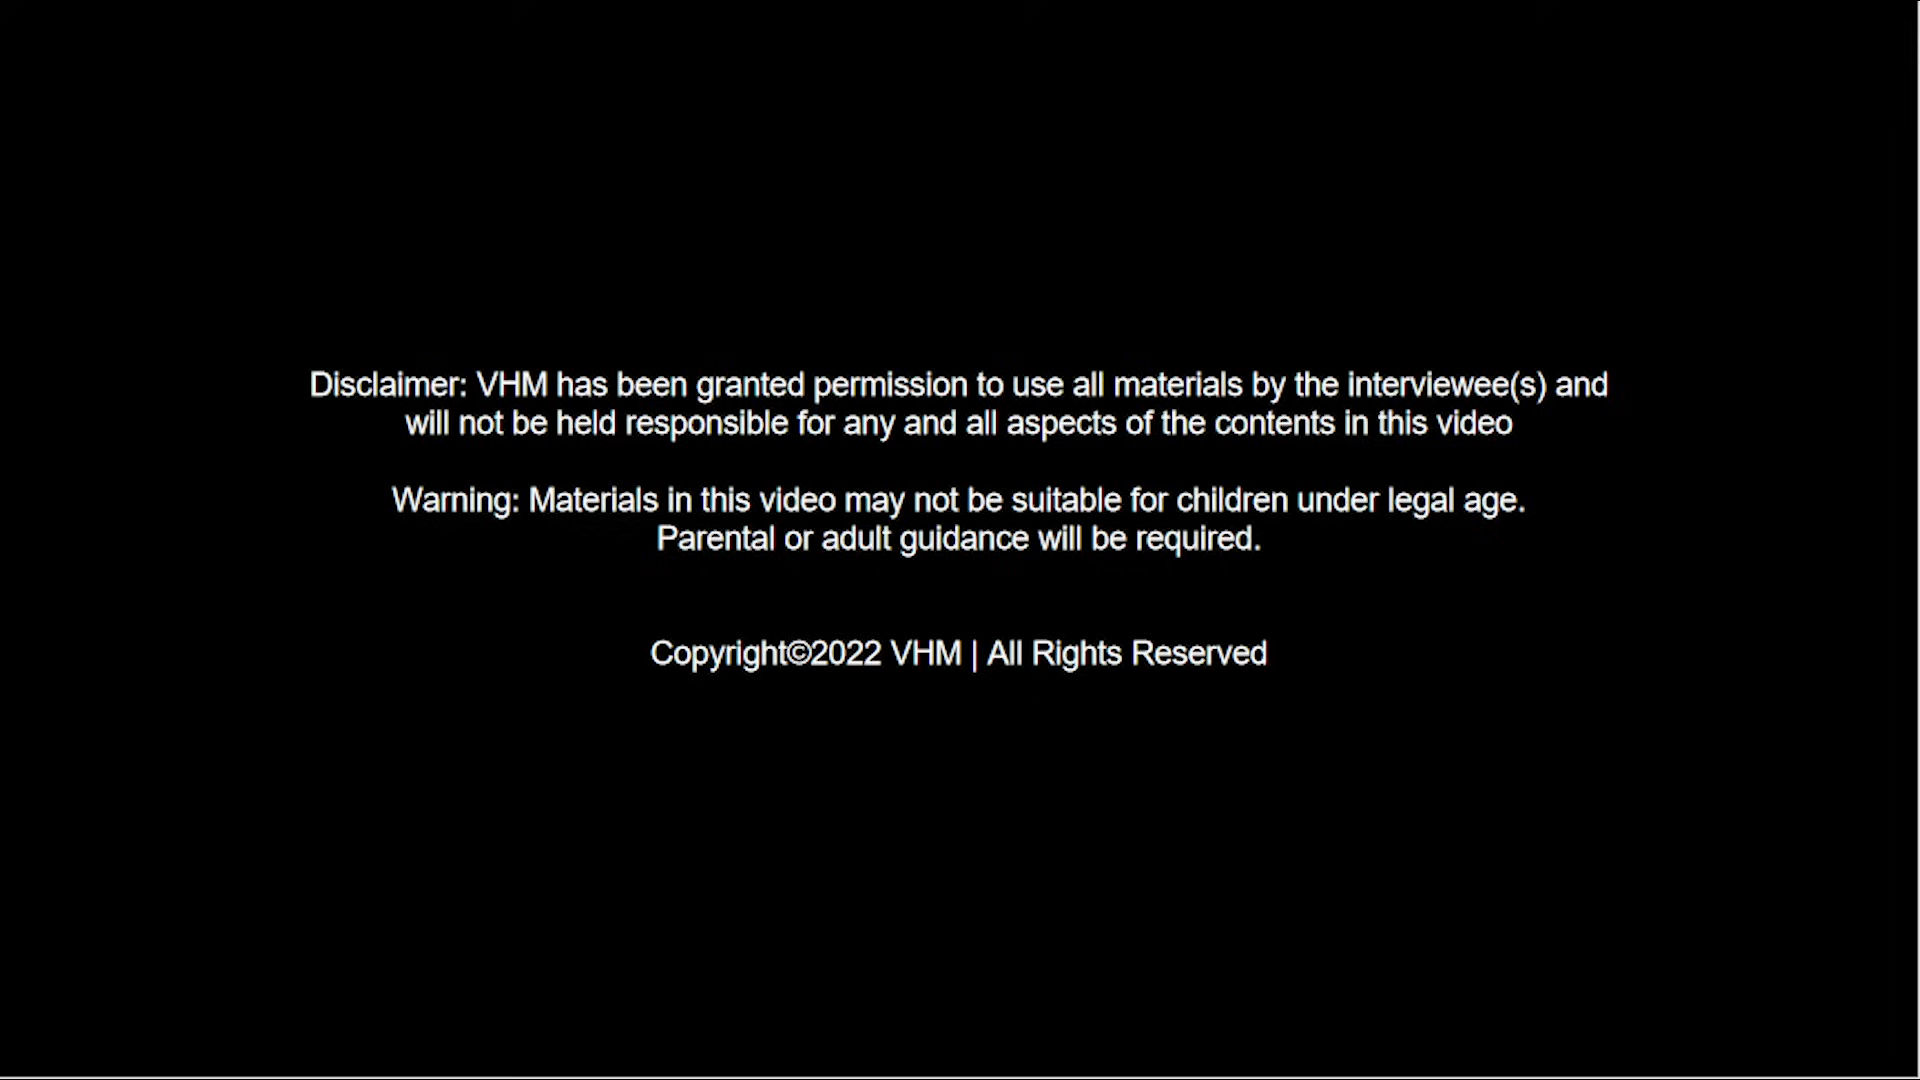 Disclaimer: VHM has been granted permission to use all materials by the interviewee(s) and
will not be held responsible for any and all aspects of the contents in this video
Warning: Materials in this video may not be suitable for children under legal age.
Parental or adult guidance will be required.
Copyright©2022 VHM | All Rights Reserved